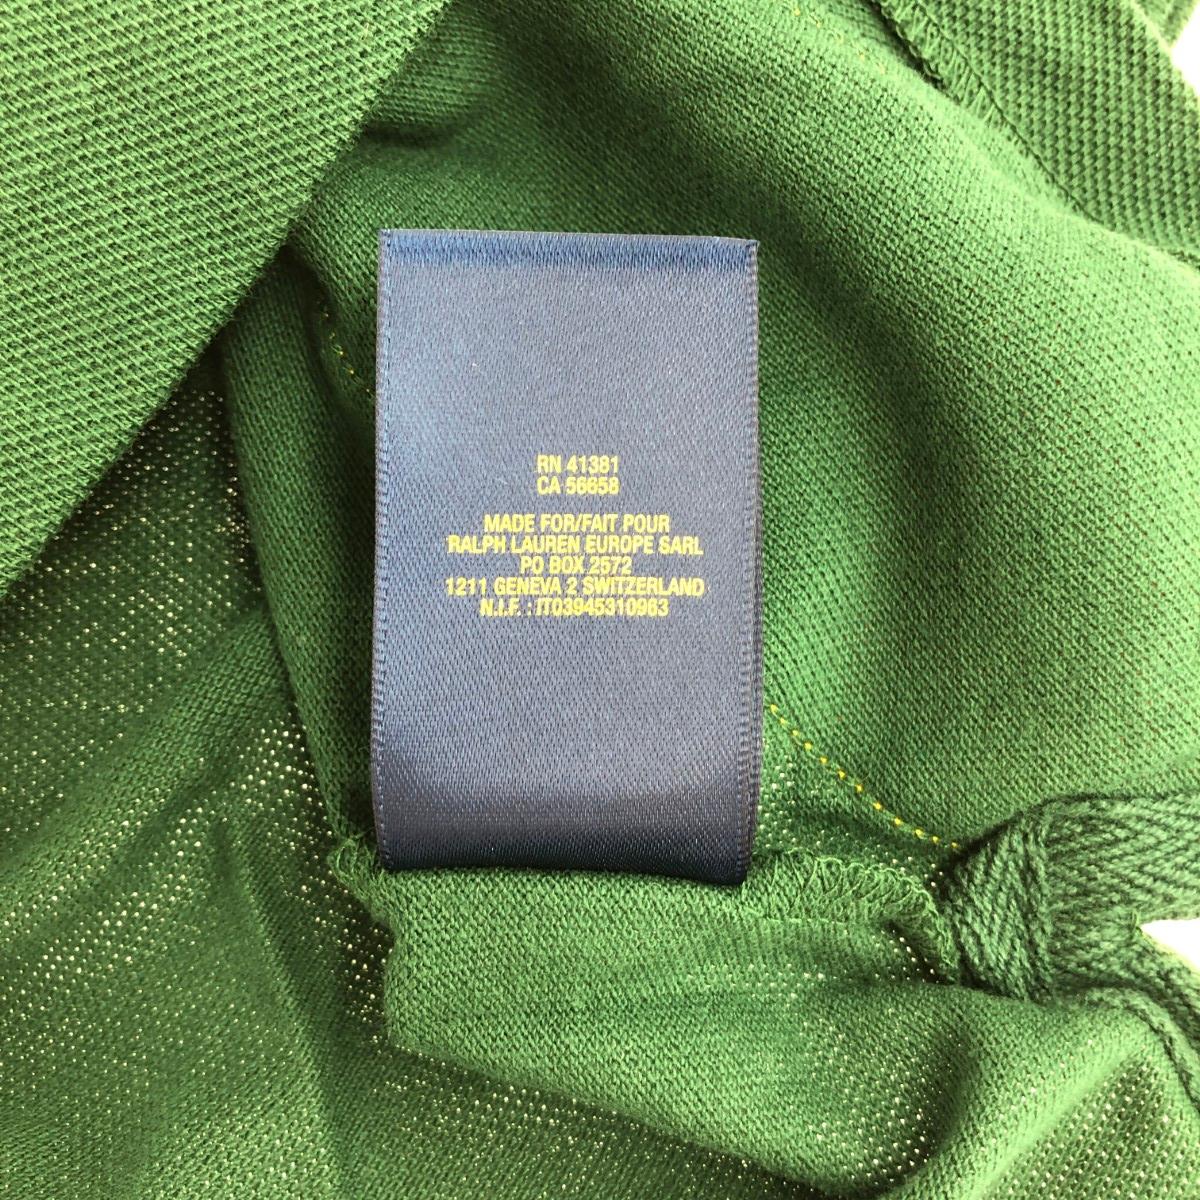 RN 41381
CA 56658
MADE FOR/FAIT POUR
RALPH LAUREN EUROPE SARL
PO BOX 2572
1211 GENEVA 2 SWITZERLAND
N.I.F. : IT03945310963